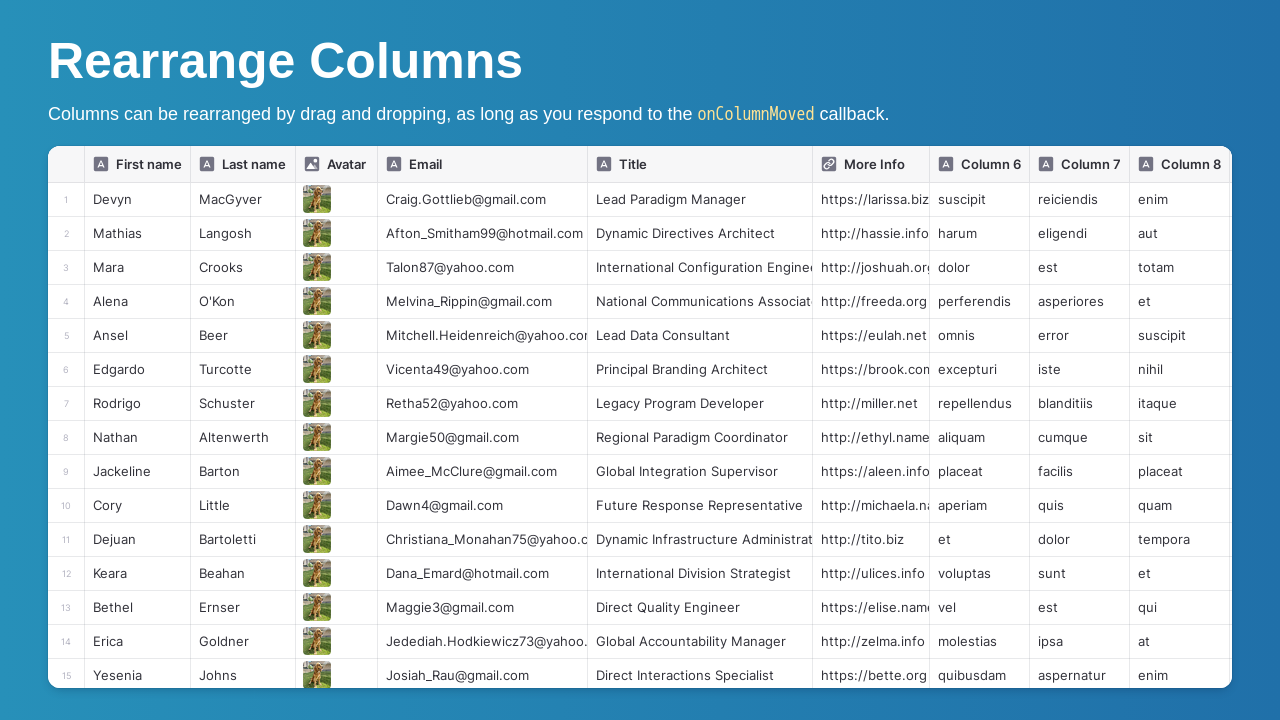 Rearrange Columns
Columns can be rearranged by drag and dropping, as long as you respond to the onColumnMoved callback.
First name Last name Avatar Email Title More Info Column 6 Column 7 Column 8
1 Devyn MacGyver Craig.Gottlieb@gmail.com Lead Paradigm Manager https://larissa.biz suscipit reiciendis enim
2 Mathias Langosh Afton_Smitham99@hotmail.com Dynamic Directives Architect http://hassie.info harum eligendi aut
3 Mara Crooks Talon87@yahoo.com International Configuration Enginee http://joshuah.org dolor est totam
4 Alena O'Kon Melvina_Rippin@gmail.com National Communications Associat http://freeda.org perferendis asperiores et
5 Ansel Beer Mitchell.Heidenreich@yahoo.com Lead Data Consultant https://eulah.net omnis error suscipit
6 Edgardo Turcotte Vicenta49@yahoo.com Principal Branding Architect https://brook.com excepturi iste nihil
7 Rodrigo Schuster Retha52@yahoo.com Legacy Program Developer http://miller.net repellendus blanditiis itaque
8 Nathan Altenwerth Margie50@gmail.com Regional Paradigm Coordinator http://ethyl.name aliquam cumque sit
9 Jackeline Barton Aimee_McClure@gmail.com Global Integration Supervisor https://aleen.info placeat facilis placeat
10 Cory Little Dawn4@gmail.com Future Response Representative http://michaela.na aperiam quis quam
11 Dejuan Bartoletti Christiana_Monahan75@yahoo.c Dynamic Infrastructure Administrat http://tito.biz et dolor tempora
12 Keara Beahan Dana_Emard@hotmail.com International Division Strategist http://ulices.info voluptas sunt et
13 Bethel Ernser Maggie3@gmail.com Direct Quality Engineer https://elise.name vel est qui
14 Erica Goldner Jedediah.Hodkiewicz73@yahoo. Global Accountability Manager http://zelma.info molestias ipsa at
15 Yesenia Johns Josiah_Rau@gmail.com Direct Interactions Specialist https://bette.org quibusdam aspernatur enim